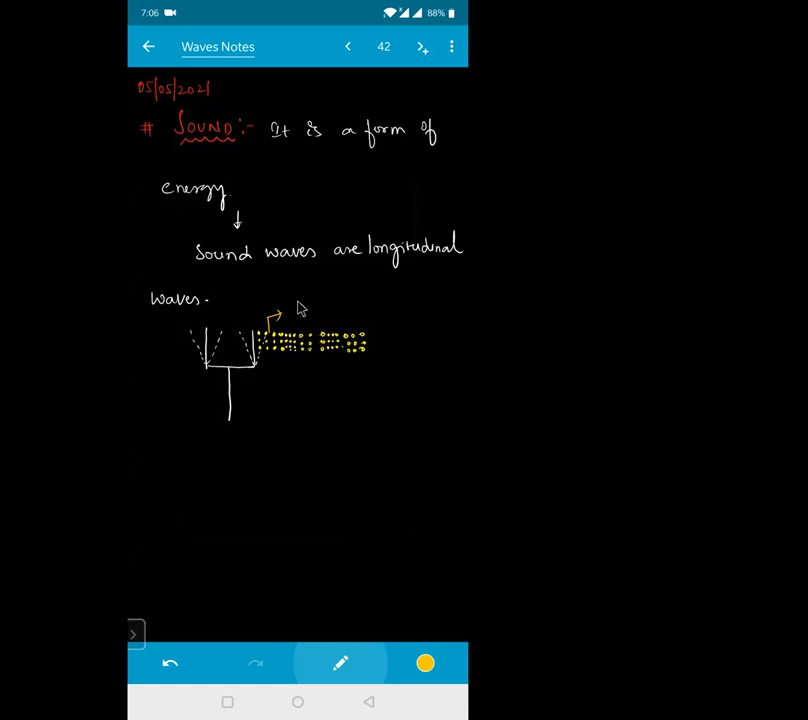 7:06 88%
Waves Notes 42
05/05/2021
# SOUND:- It is a form of
energy.
Sound waves are longitudinal
waves.